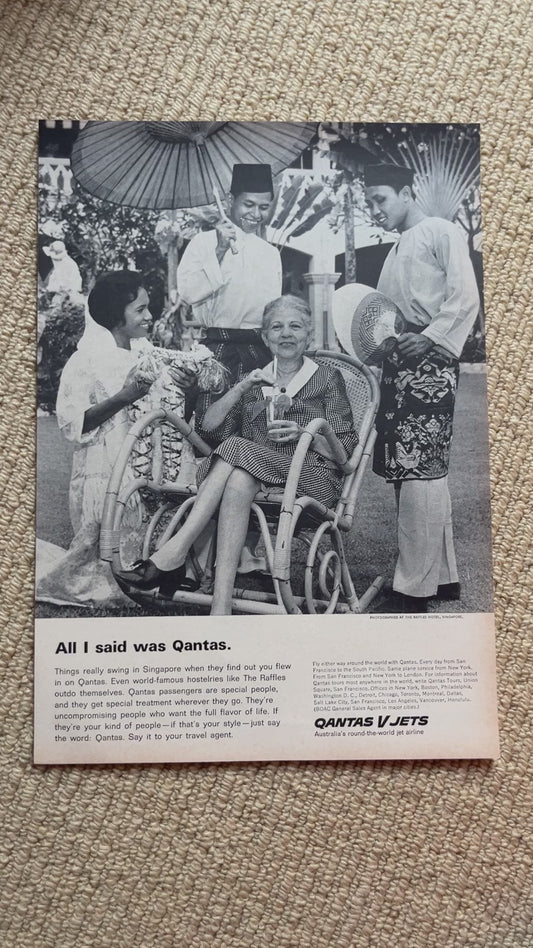 PHOTOGRAPHED AT THE RAFFLES HOTEL, SINGAPORE.
All I said was Qantas.
Things really swing in Singapore when they find out you flew
in on Qantas. Even world-famous hostelries like The Raffles
outdo themselves. Qantas passengers are special people,
and they get special treatment wherever they go. They're
uncompromising people who want the full flavor of life. If
they're your kind of people—if that's your style—just say
the word: Qantas. Say it to your travel agent.
Fly either way around the world with Qantas. Every day from San
Francisco to the South Pacific. Same plane service from New York.
From San Francisco and New York to London. For information about
Qantas tours most anywhere in the world, write Qantas Tours, Union
Square, San Francisco. Offices in New York, Boston, Philadelphia,
Washington D. C., Denver, Chicago, Toronto, Montreal, Dallas,
Salt Lake City, San Francisco, Los Angeles, Vancouver, Honolulu.
(BOAC General Sales Agent in major cities.)
QANTAS V JETS
Australia's round-the-world jet airline